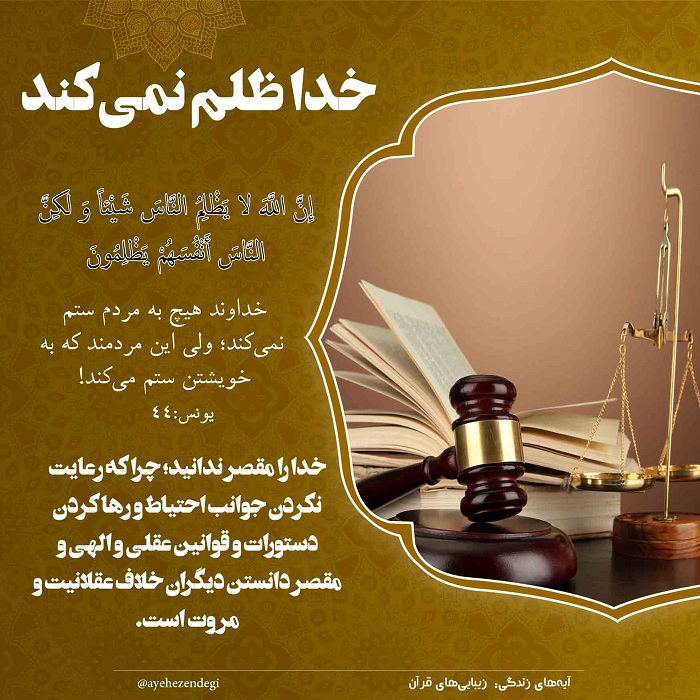 خدا ظلم نمی‌کند
إِنَّ اللَّهَ لا يَظْلِمُ النَّاسَ شَيْئاً وَ لَكِنَّ
النَّاسَ أَنْفُسَهُمْ يَظْلِمُونَ
خداوند هیچ به مردم ستم
نمی‌کند؛ ولی این مردمند که به
خویشتن ستم می‌کند!
یونس:٤٤
خدا را مقصر ندانید؛ چرا که رعایت
نکردن جوانب احتیاط و رها کردن
دستورات و قوانین عقلی و الهی و
مقصر دانستن دیگران خلاف عقلانیت و
مروت است.
آیه‌های زندگی: زیبایی‌های قرآن
@ayehezendegi